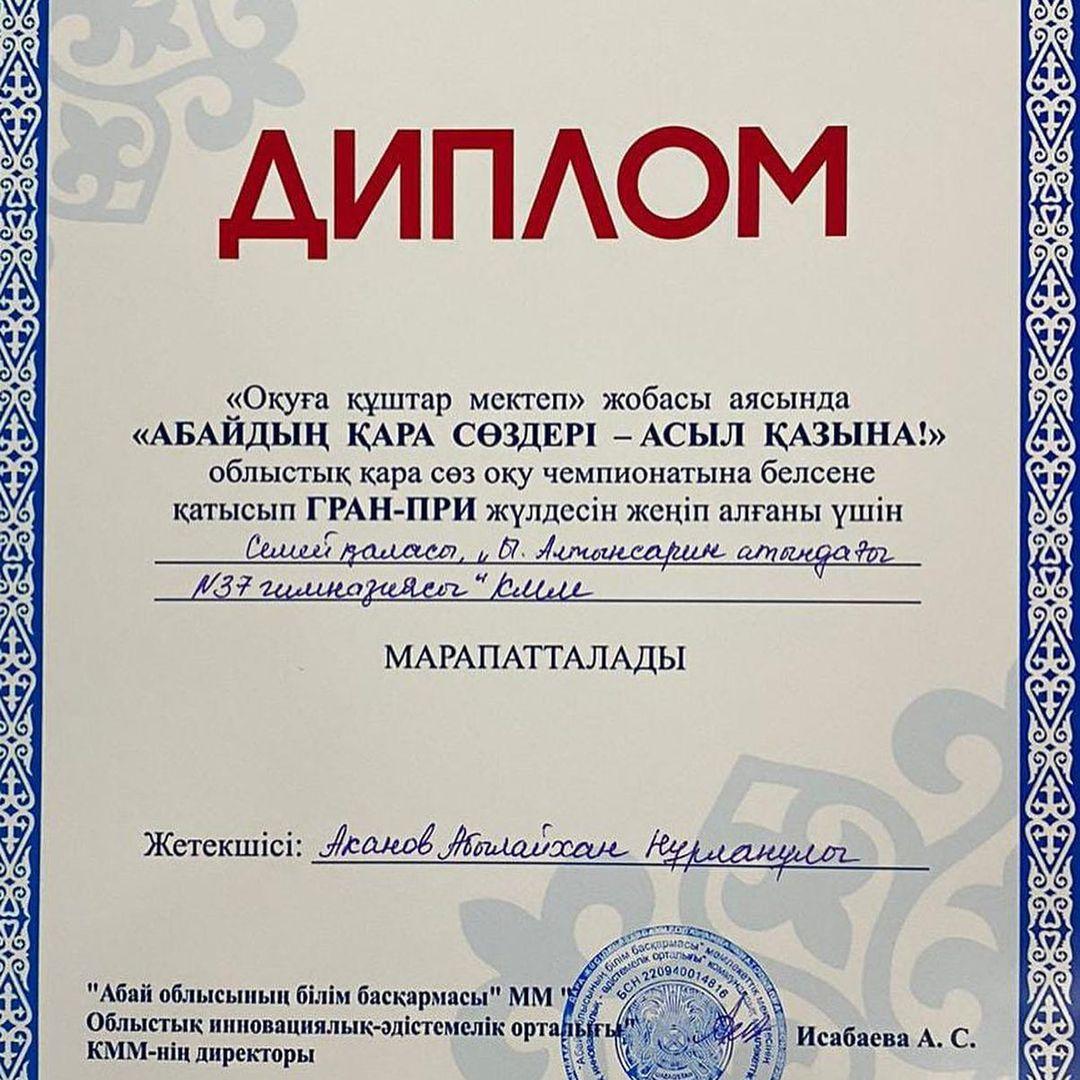 ДИПЛОМ
«Оқуға құштар мектеп» жобасы аясында
«АБАЙДЫҢ ҚАРА СӨЗДЕРІ – АСЫЛ ҚАЗЫНА!»
облыстық қара сөз оқу чемпионатына белсене
қатысып ГРАН-ПРИ жүлдесін жеңіп алғаны үшін
Семей қаласы, „Ы. Алтынсарин атындағы
N37 гимназиясы" КММ
МАРАПАТТАЛАДЫ
Жетекшісі: Аканов Абылайхан Нұрланұлы
БСН 220940014816
"Абай облысының білім басқармасы" ММ "
Облыстық инновациялық-әдістемелік орталығы"
КММ-нің директоры
Исабаева А. С.